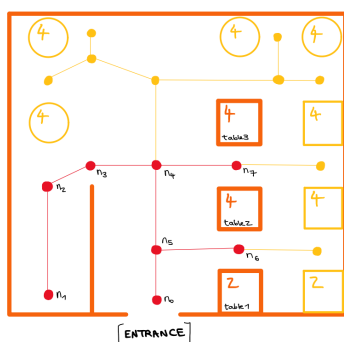 4 4 4
4
4 4
table3
n3 n4 n7
n2
4 4
table2
n5
n6
2 2
n1 n0 table1
[ENTRANCE]